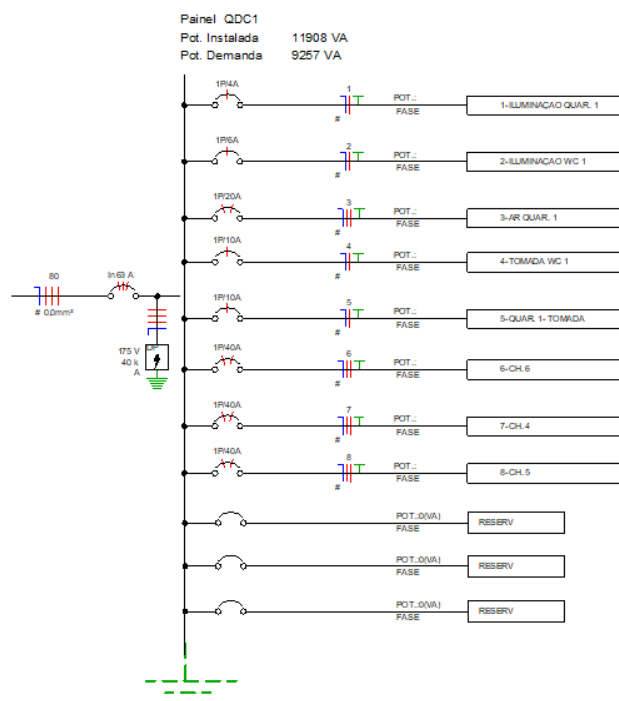 Painel QDC1
Pot. Instalada 11908 VA
Pot. Demanda 9257 VA
1P/4A
1
POT.:
FASE
#
1-ILUMINAÇAO QUAR. 1
1P/6A
2
POT.:
FASE
#
2-ILUMINAÇAO WC 1
1P/20A
3
POT.:
FASE
#
3-AR QUAR. 1
1P/10A
4
POT.:
FASE
#
4-TOMADA WC 1
80
In 63 A
# 0,0mm²
1P/10A
5
POT.:
FASE
#
5-QUAR. 1- TOMADA
175 V
40 k
A
1P/40A
6
POT.:
FASE
#
6-CH. 6
1P/40A
7
POT.:
FASE
#
7-CH. 4
1P/40A
8
POT.:
FASE
#
8-CH. 5
POT.:0(VA)
FASE
RESERV
POT.:0(VA)
FASE
RESERV
POT.:0(VA)
FASE
RESERV